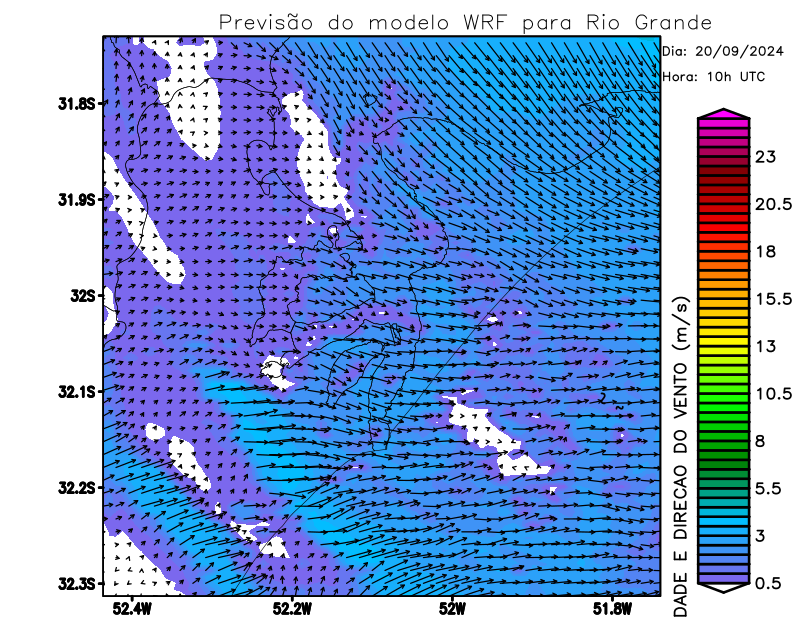 Previsão do modelo WRF para Rio Grande
Dia: 20/09/2024
Hora: 10h UTC
31.8S
31.9S
32S
32.1S
32.2S
32.3S
52.4W
52.2W
52W
51.8W
23
20.5
18
15.5
13
10.5
8
5.5
3
0.5
DADE E DIRECAO DO VENTO (m/s)